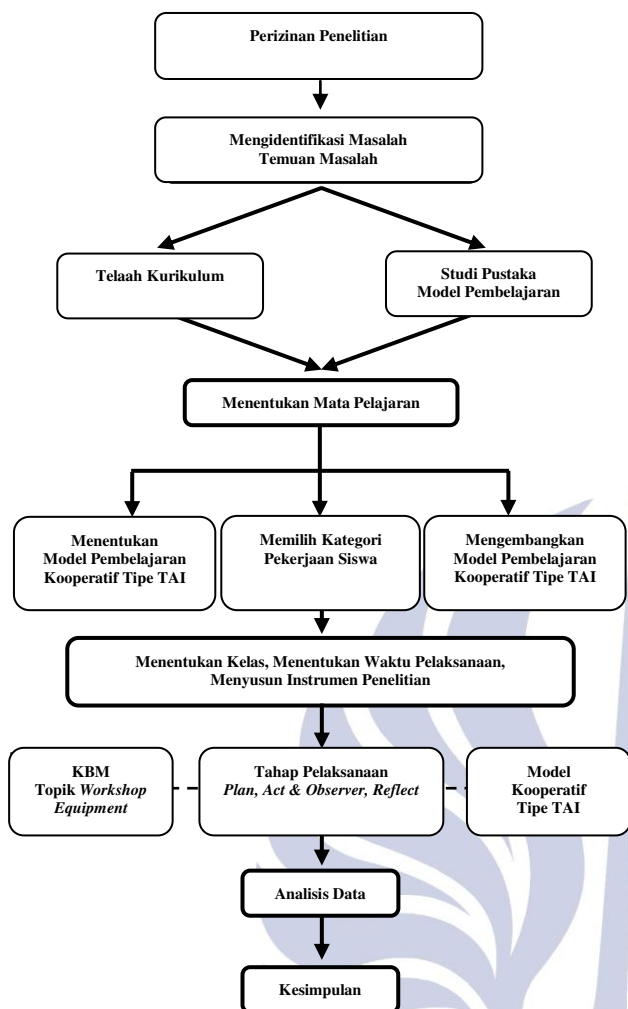 Perizinan Penelitian
Mengidentifikasi Masalah
Temuan Masalah
Telaah Kurikulum
Studi Pustaka
Model Pembelajaran
Menentukan Mata Pelajaran
Menentukan
Model Pembelajaran
Kooperatif Tipe TAI
Memilih Kategori
Pekerjaan Siswa
Mengembangkan
Model Pembelajaran
Kooperatif Tipe TAI
Menentukan Kelas, Menentukan Waktu Pelaksanaan,
Menyusun Instrumen Penelitian
KBM
Topik Workshop
Equipment
Tahap Pelaksanaan
Plan, Act & Observer, Reflect
Model
Kooperatif
Tipe TAI
Analisis Data
Kesimpulan